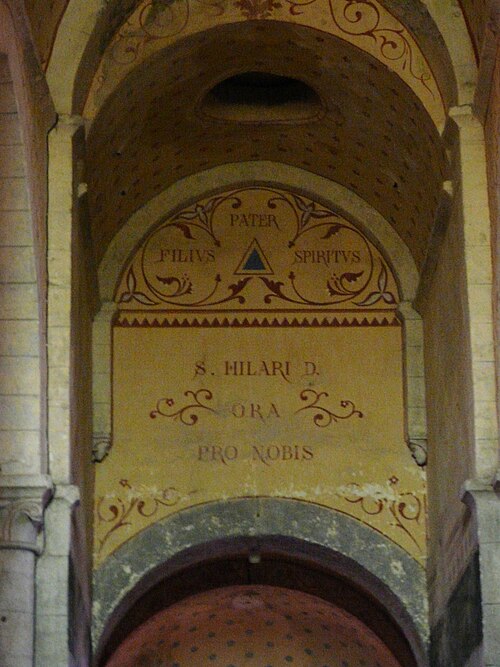 PATER
FILIVS SPIRITVS
S. HILARI D.
ORA
PRO NOBIS